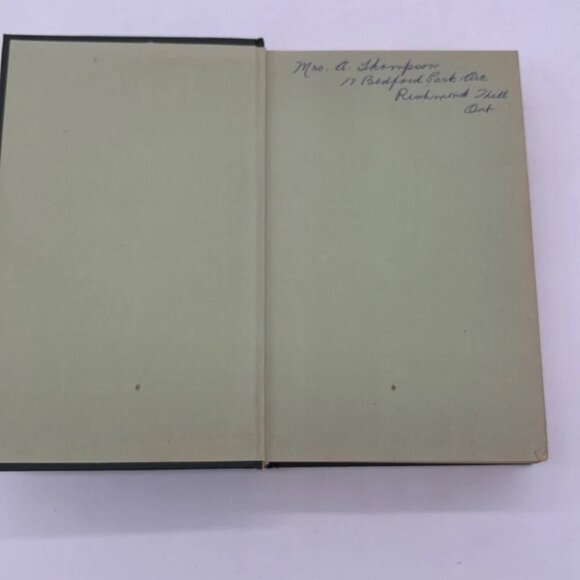 Mrs. A. Thompson
17 Bedford Park Ave
Richmond Hill
Ont.